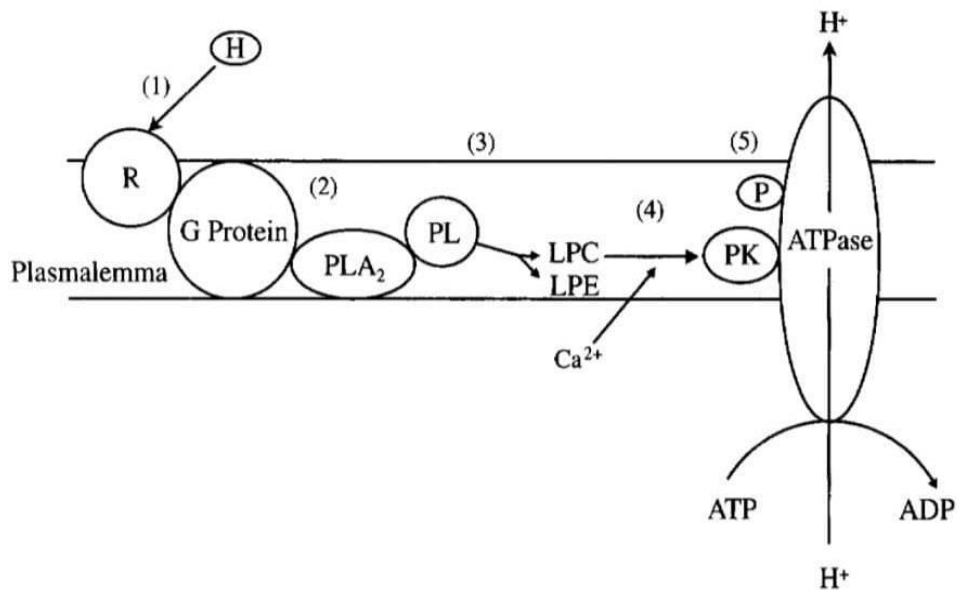 H+
H
(1)
(3)
(5)
R
(2)
P
(4)
G Protein
PL
ATPase
LPC
PK
Plasmalemma
PLA₂
LPE
Ca²⁺
ATP
ADP
H+